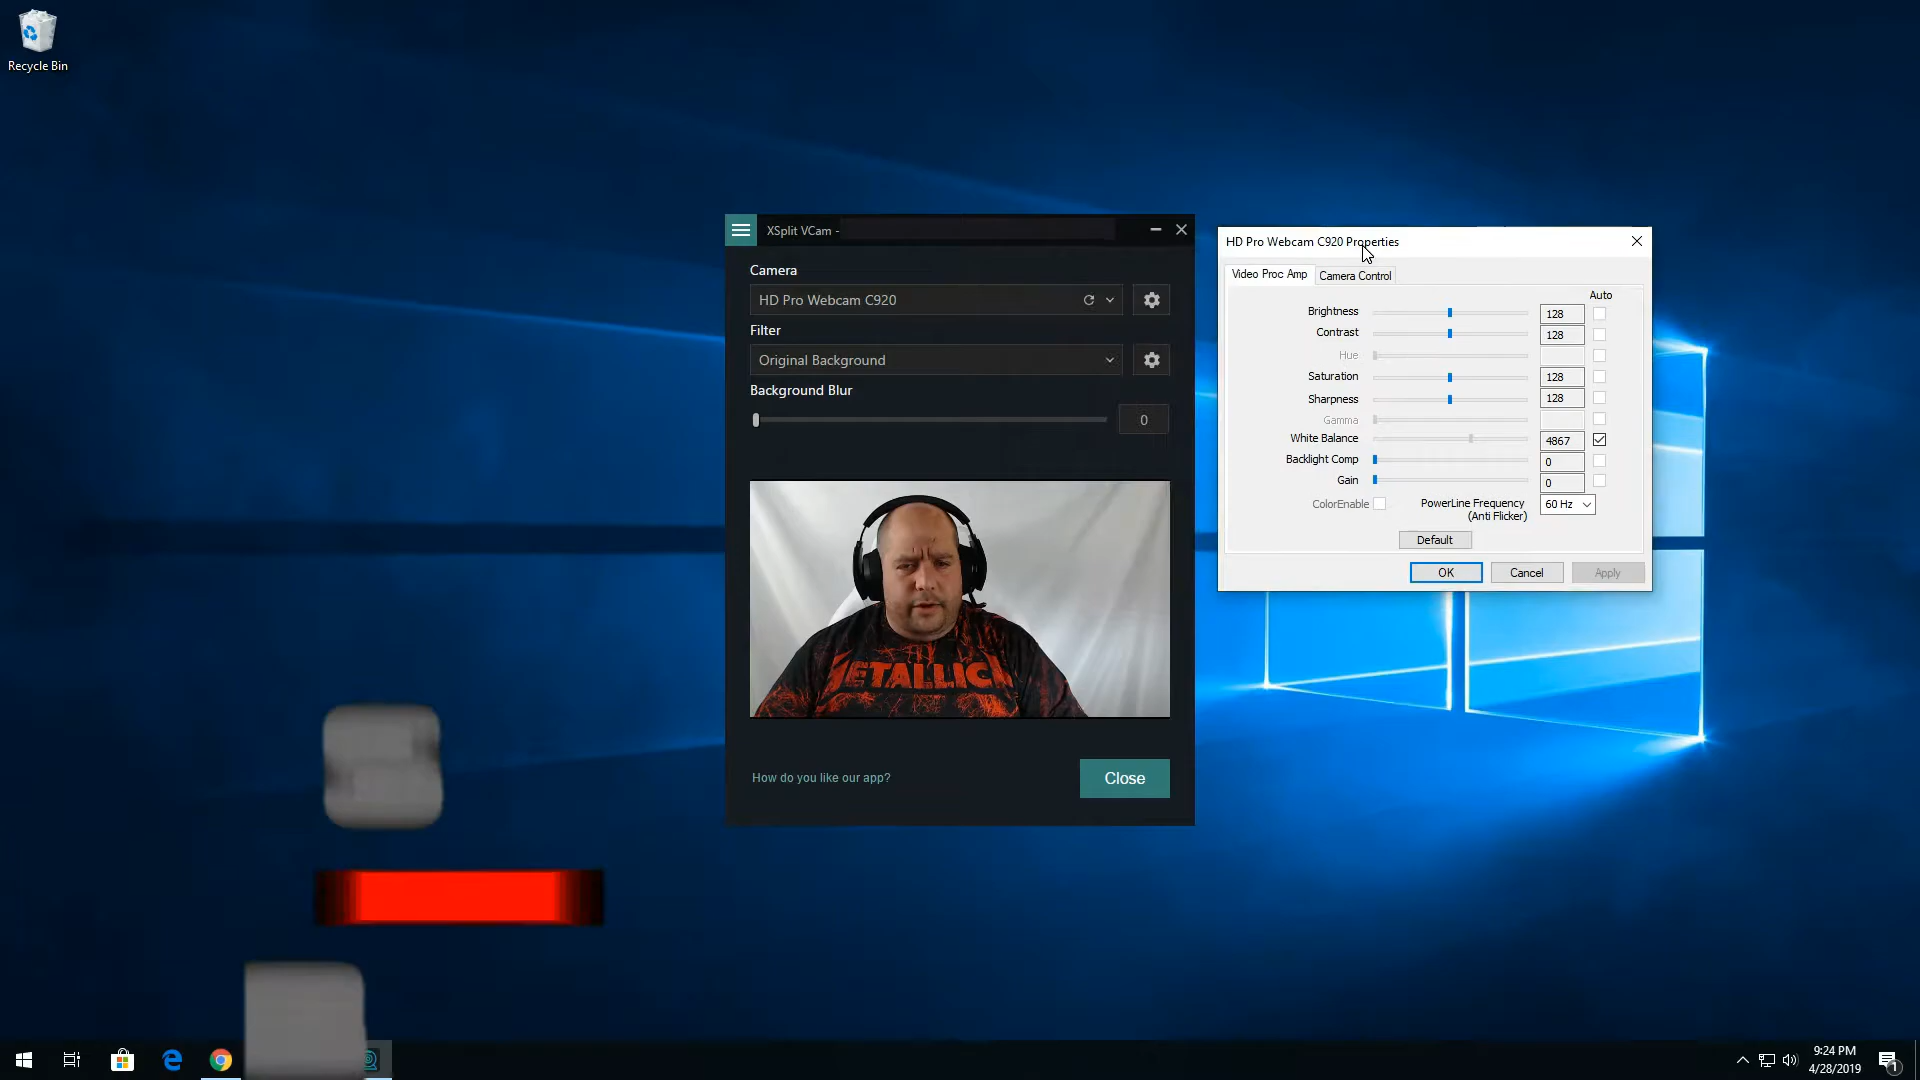 Recycle Bin
XSplit VCam -
Camera
HD Pro Webcam C920
Filter
Original Background
Background Blur
0
METALLICA
How do you like our app?
Close
HD Pro Webcam C920 Properties
Video Proc Amp
Camera Control
Auto
Brightness 128
Contrast 128
Hue
Saturation 128
Sharpness 128
Gamma
White Balance 4867
Backlight Comp 0
Gain 0
ColorEnable
PowerLine Frequency
(Anti Flicker)
60 Hz
Default
OK
Cancel
Apply
9:24 PM
4/28/2019
1